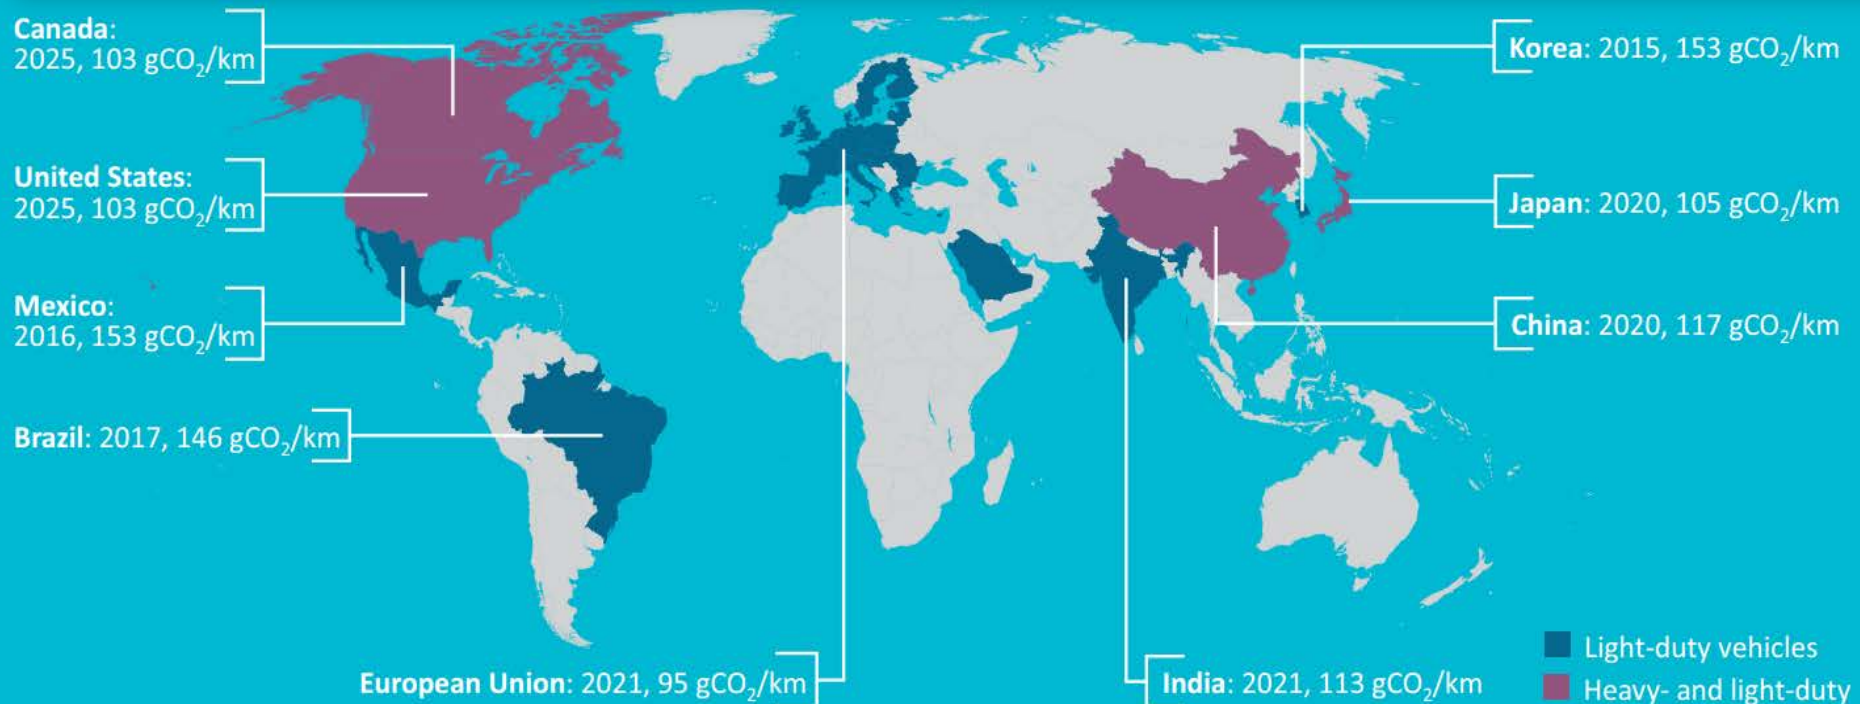 Canada:
2025, 103 gCO₂/km
United States:
2025, 103 gCO₂/km
Mexico:
2016, 153 gCO₂/km
Brazil: 2017, 146 gCO₂/km
European Union: 2021, 95 gCO₂/km
India: 2021, 113 gCO₂/km
Korea: 2015, 153 gCO₂/km
Japan: 2020, 105 gCO₂/km
China: 2020, 117 gCO₂/km
Light-duty vehicles
Heavy- and light-duty